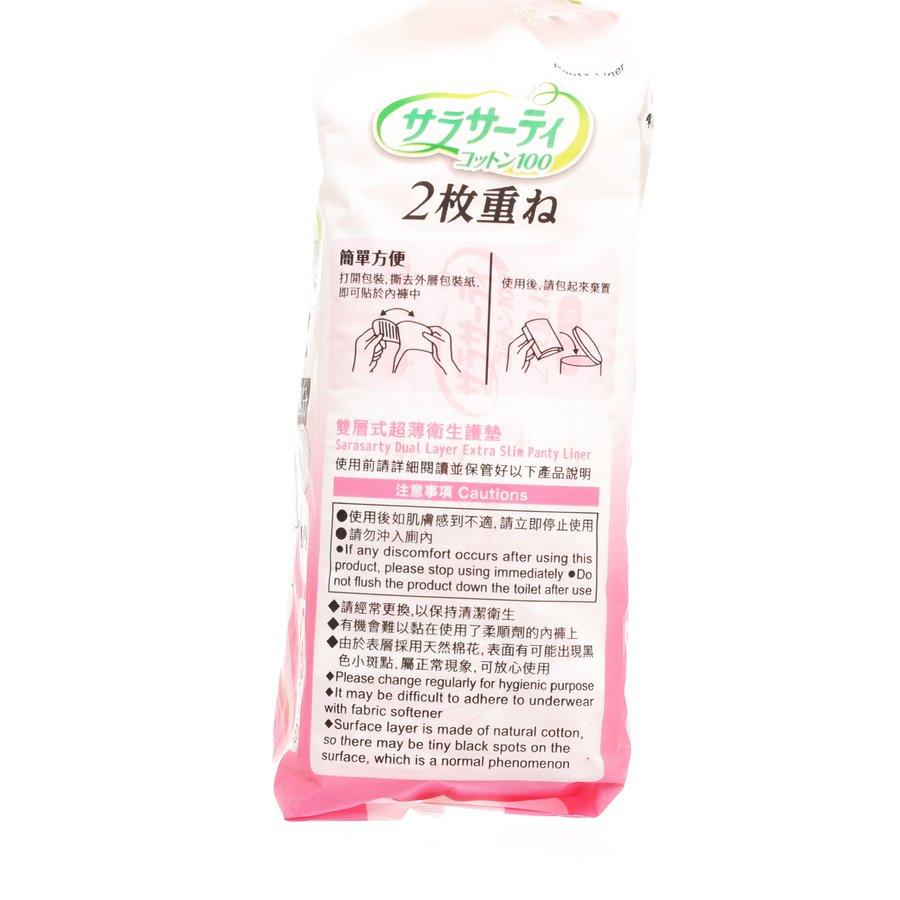 Panty Liner
サラサーティ
コットン100
2枚重ね
簡單方便
打開包裝,撕去外層包裝紙,
即可貼於內褲中
使用後,請包起來棄置
雙層式超薄衛生護墊
Sarasarty Dual Layer Extra Slim Panty Liner
使用前請詳細閱讀並保管好以下產品說明
注意事項 Cautions
●使用後如肌膚感到不適,請立即停止使用
●請勿沖入廁內
●If any discomfort occurs after using this
product, please stop using immediately ●Do
not flush the product down the toilet after use
◆請經常更換,以保持清潔衛生
◆有機會難以黏在使用了柔順劑的內褲上
◆由於表層採用天然棉花,表面有可能出現黑
色小斑點,屬正常現象,可放心使用
◆Please change regularly for hygienic purpose
◆It may be difficult to adhere to underwear
with fabric softener
◆Surface layer is made of natural cotton,
so there may be tiny black spots on the
surface, which is a normal phenomenon